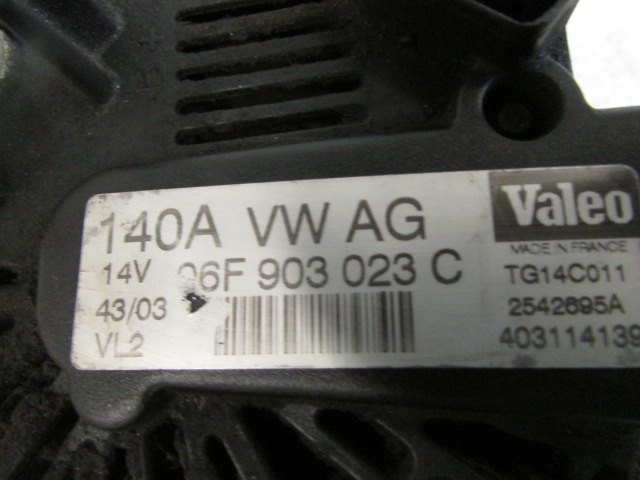 140A VW AG
14V 06F 903 023 C
43/03
VL2
Valeo
MADE IN FRANCE
TG14C011
2542695A
403114139